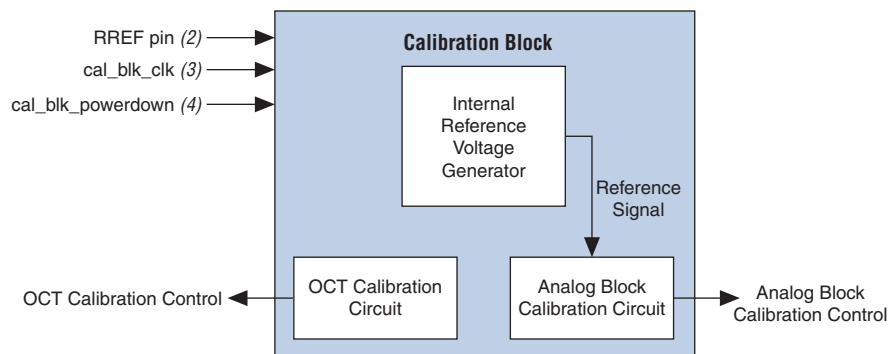 RREF pin (2)
cal_blk_clk (3)
cal_blk_powerdown (4)
Calibration Block
Internal
Reference
Voltage
Generator
Reference
Signal
OCT Calibration Control
OCT Calibration
Circuit
Analog Block
Calibration Circuit
Analog Block
Calibration Control